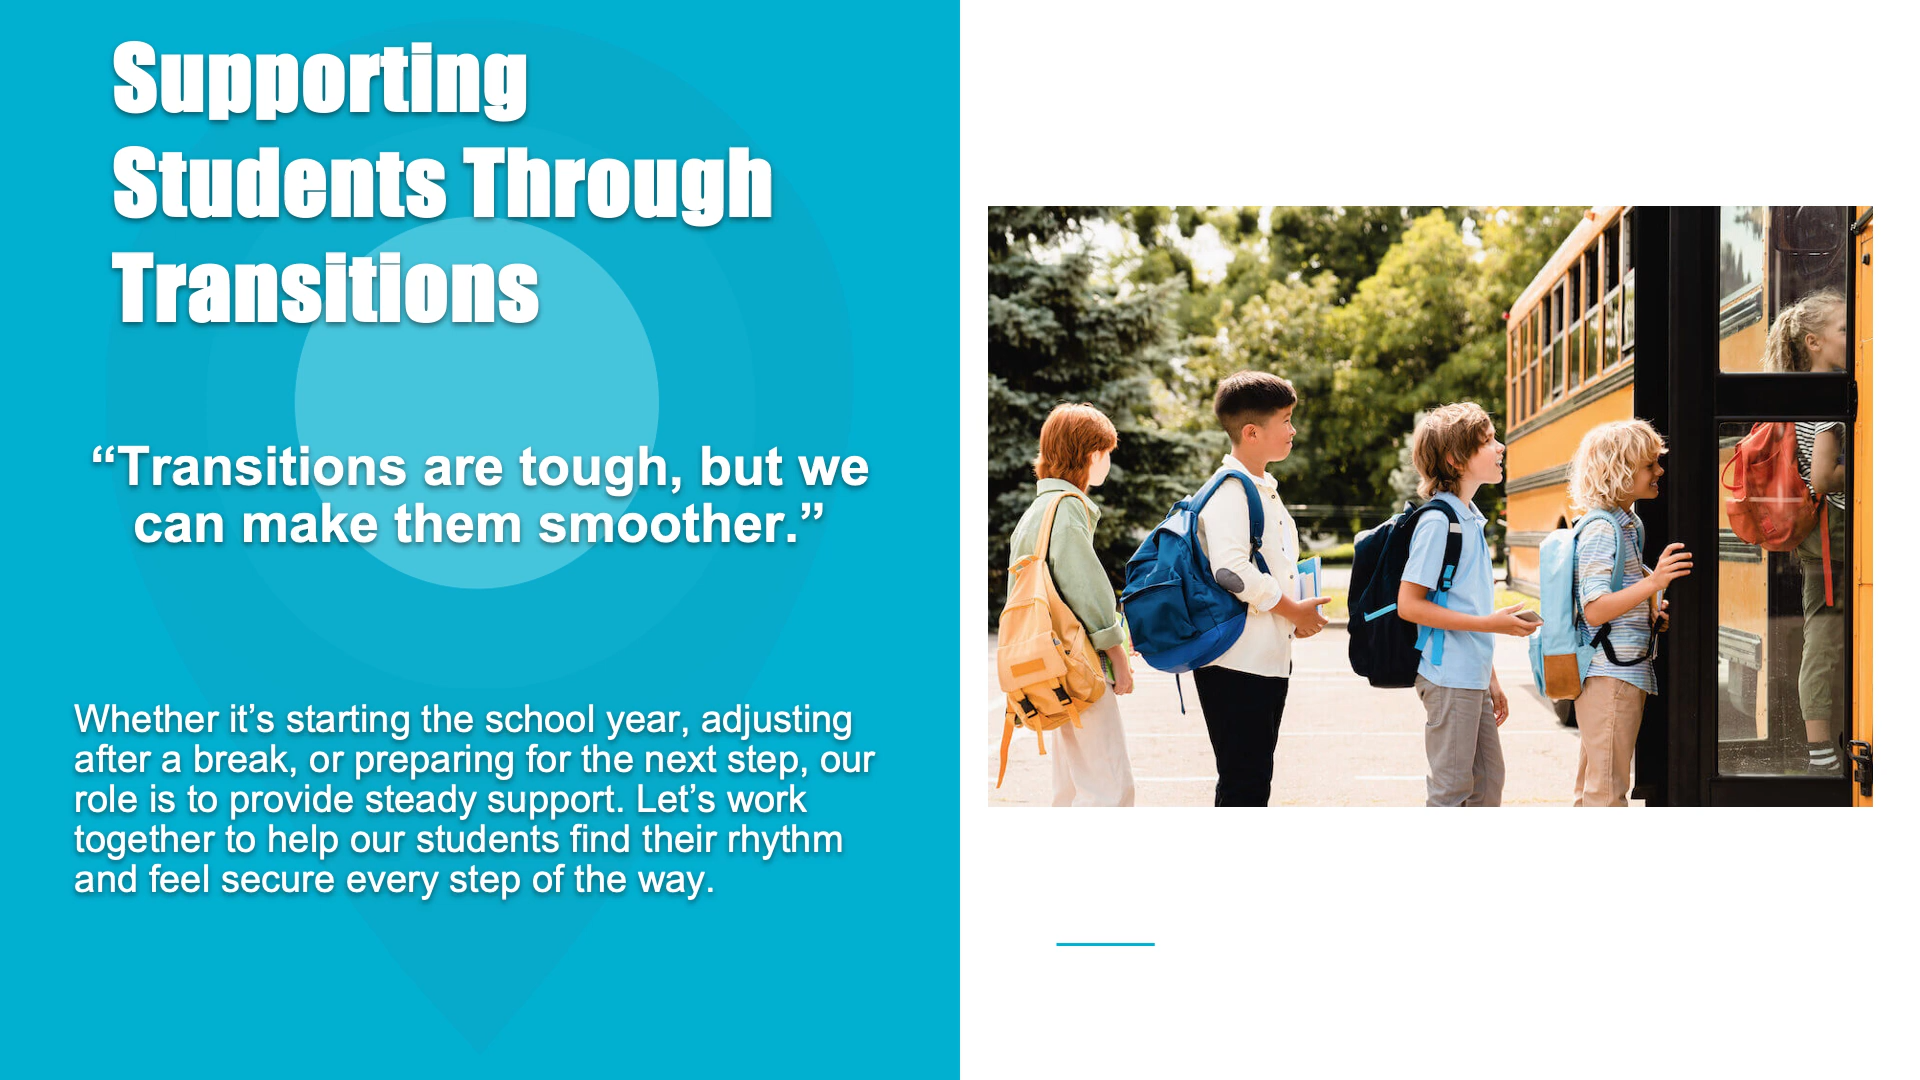 Supporting
Students Through
Transitions
“Transitions are tough, but we
can make them smoother.”
Whether it’s starting the school year, adjusting
after a break, or preparing for the next step, our
role is to provide steady support. Let’s work
together to help our students find their rhythm
and feel secure every step of the way.